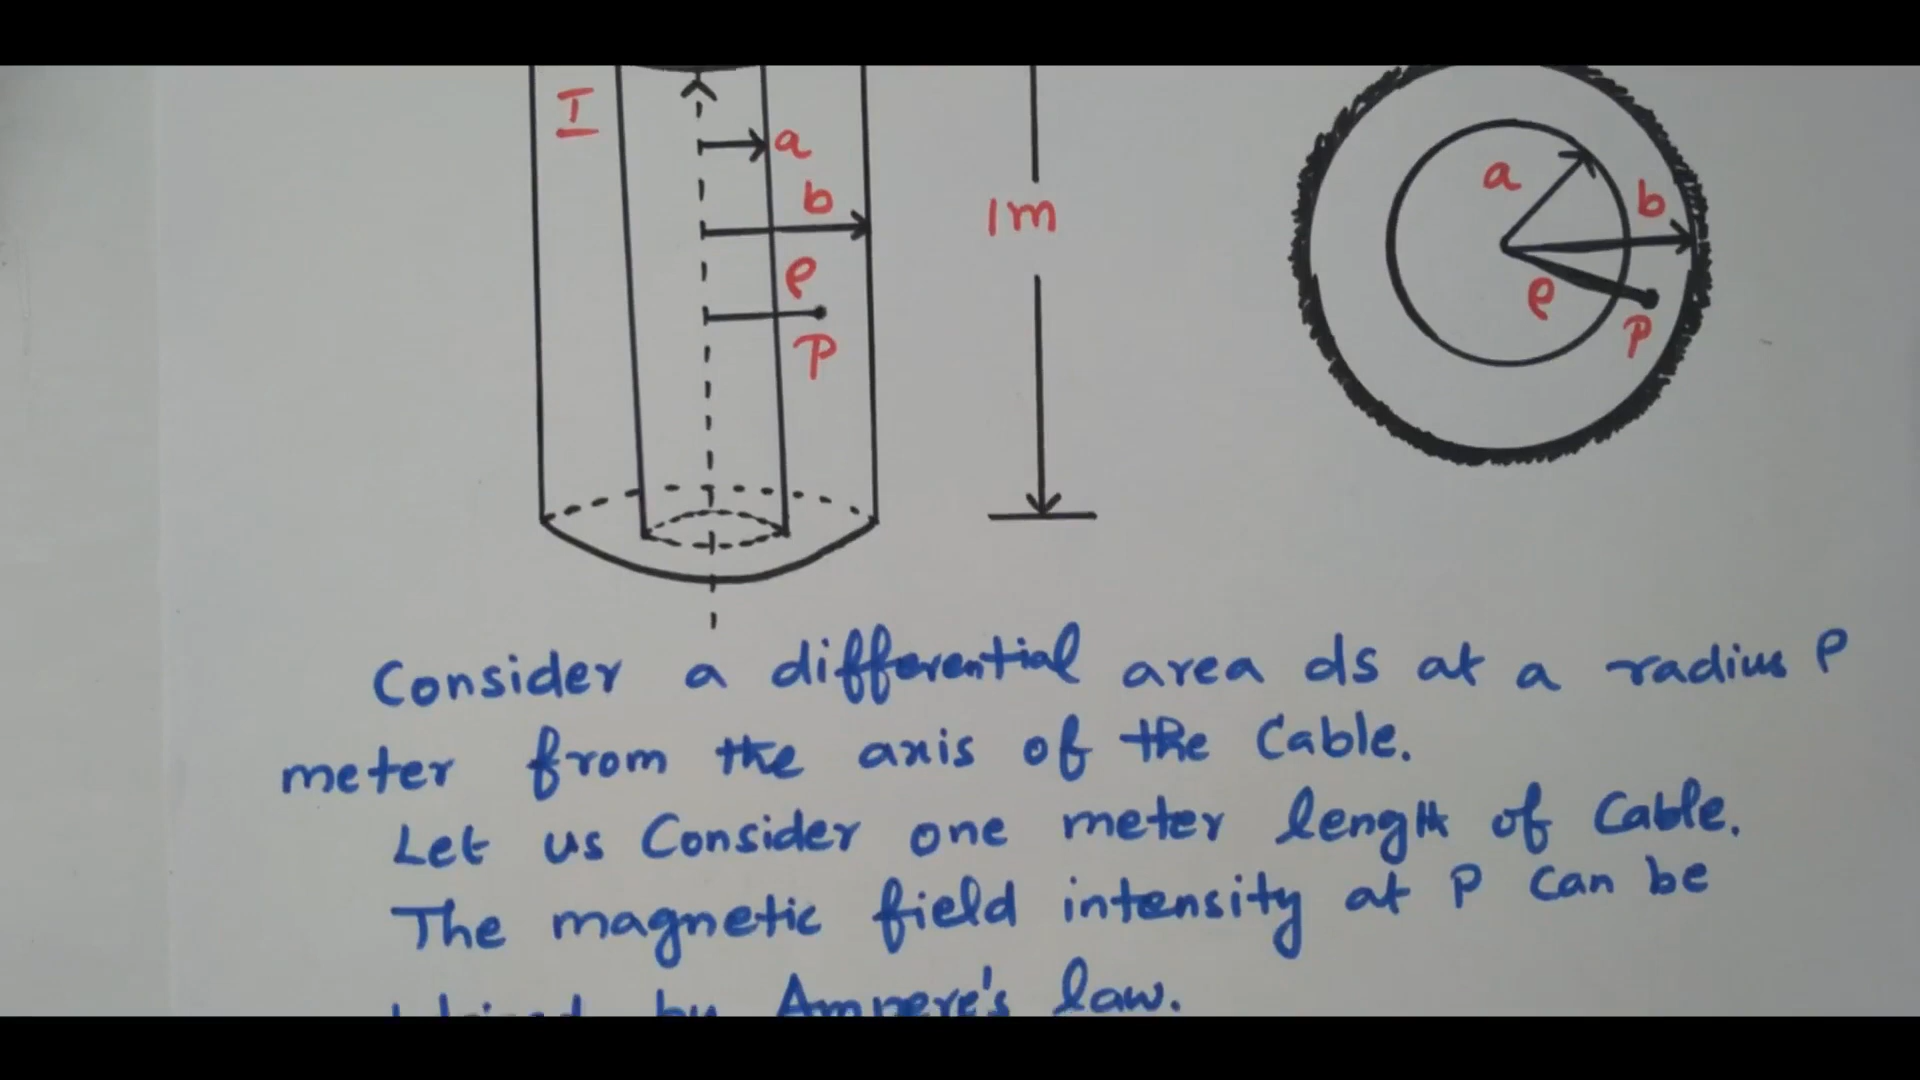 I
a
b
ρ
P
1m
a
b
ρ
P
Consider a differential area ds at a radius ρ
meter from the axis of the Cable.
Let us Consider one meter length of Cable.
The magnetic field intensity at P can be
by Ampere's law.